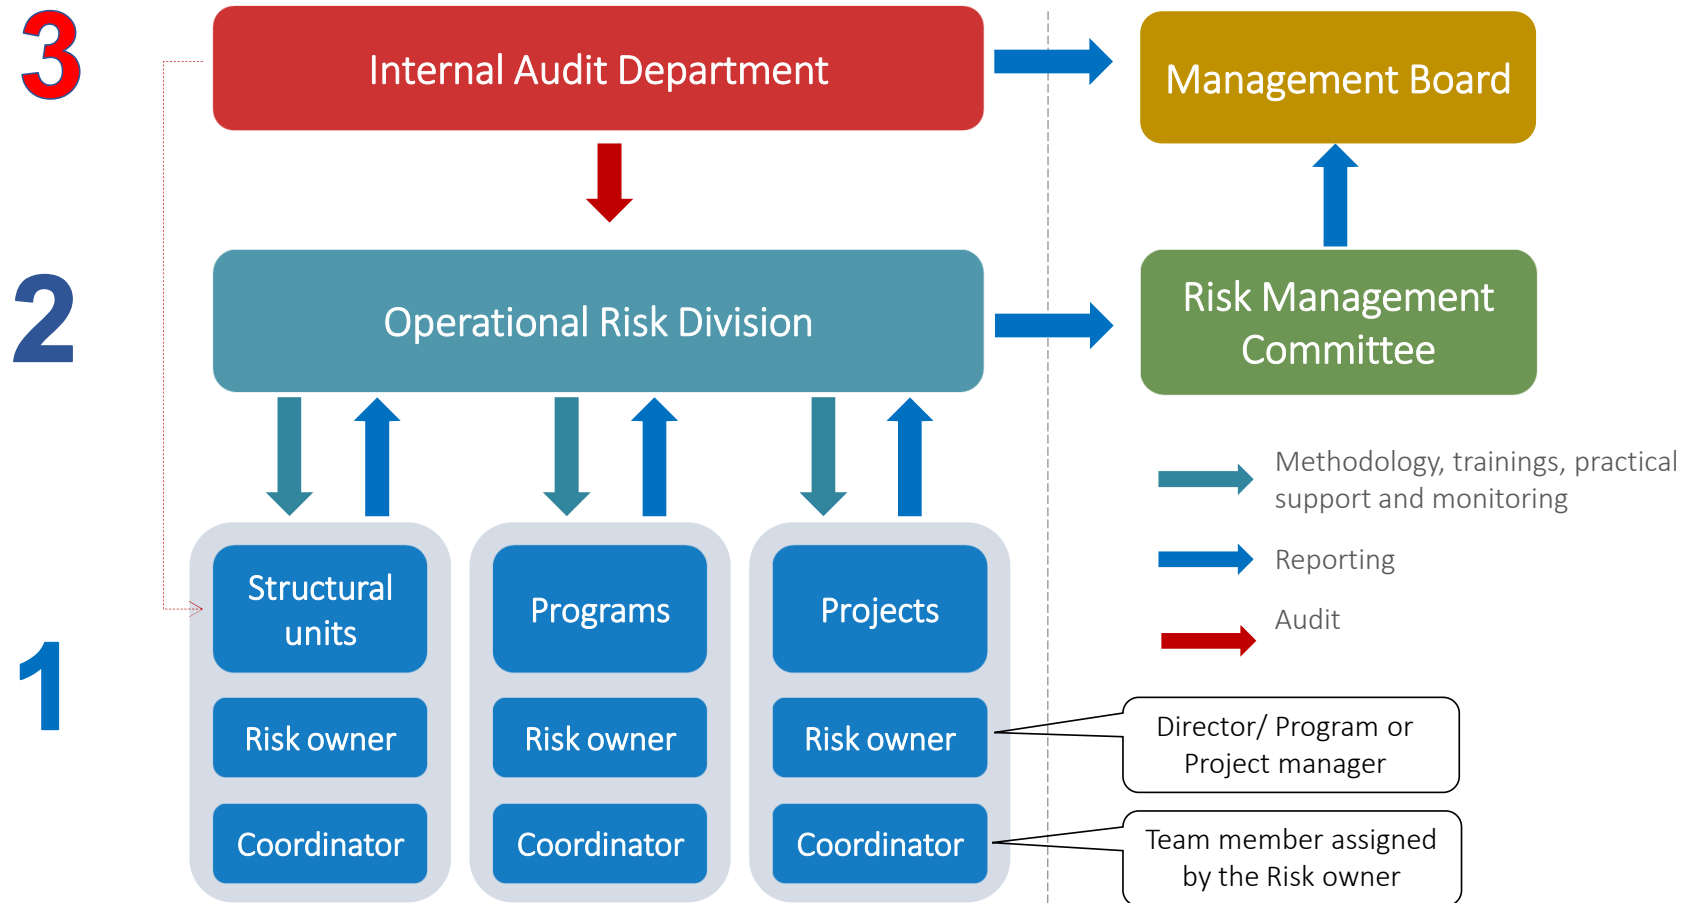 3
Internal Audit Department
Management Board
2
Operational Risk Division
Risk Management
Committee
Methodology, trainings, practical
support and monitoring
Reporting
Audit
1
Structural
units
Programs
Projects
Risk owner
Risk owner
Risk owner
Director/ Program or
Project manager
Coordinator
Coordinator
Coordinator
Team member assigned
by the Risk owner